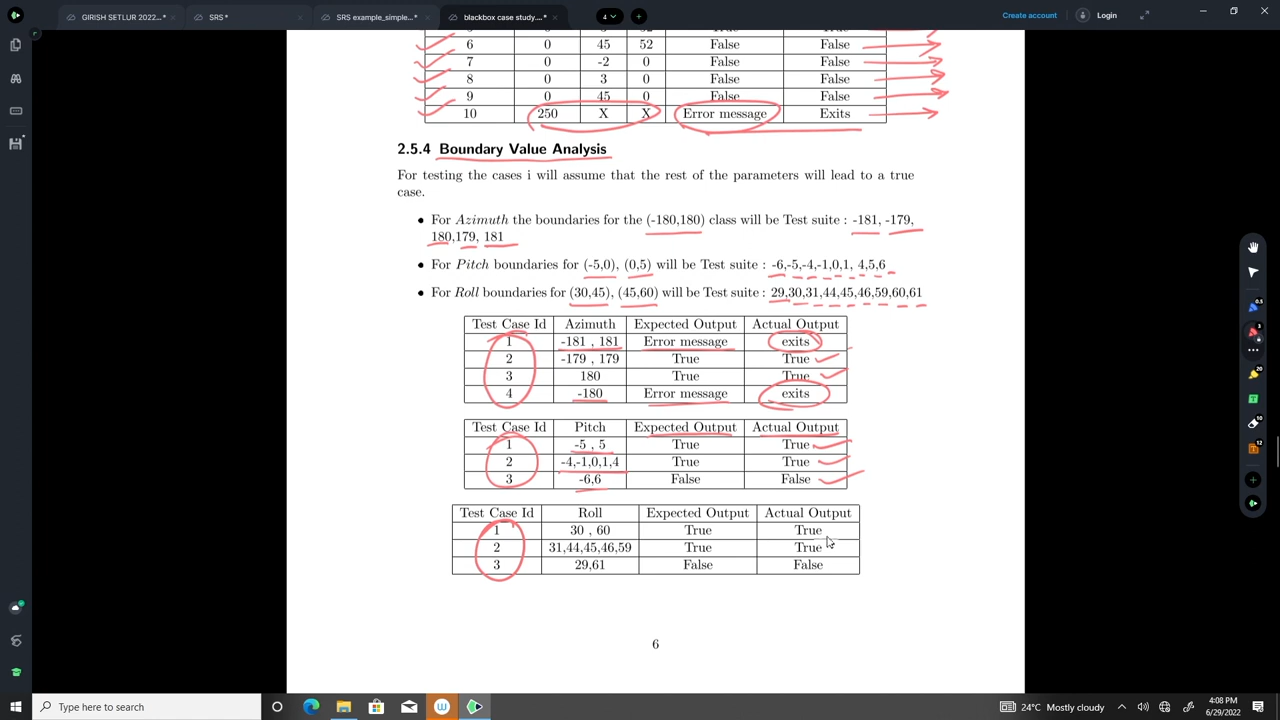 GIRISH SETLUR 2022...*
SRS*
SRS example_simple...*
blackbox case study....*
4
Create account
Login
6 0 45 52 False False
7 0 -2 0 False False
8 0 3 0 False False
9 0 45 0 False False
10 250 X X Error message Exits
2.5.4 Boundary Value Analysis
For testing the cases i will assume that the rest of the parameters will lead to a true
case.
• For Azimuth the boundaries for the (-180,180) class will be Test suite : -181, -179,
180,179, 181
• For Pitch boundaries for (-5,0), (0,5) will be Test suite : -6,-5,-4,-1,0,1, 4,5,6
• For Roll boundaries for (30,45), (45,60) will be Test suite : 29,30,31,44,45,46,59,60,61
Test Case Id Azimuth Expected Output Actual Output
1 -181 , 181 Error message exits
2 -179 , 179 True True
3 180 True True
4 -180 Error message exits
Test Case Id Pitch Expected Output Actual Output
1 -5 , 5 True True
2 -4,-1,0,1,4 True True
3 -6,6 False False
Test Case Id Roll Expected Output Actual Output
1 30 , 60 True True
2 31,44,45,46,59 True True
3 29,61 False False
6
Type here to search
24°C Mostly cloudy
4:08 PM
6/29/2022